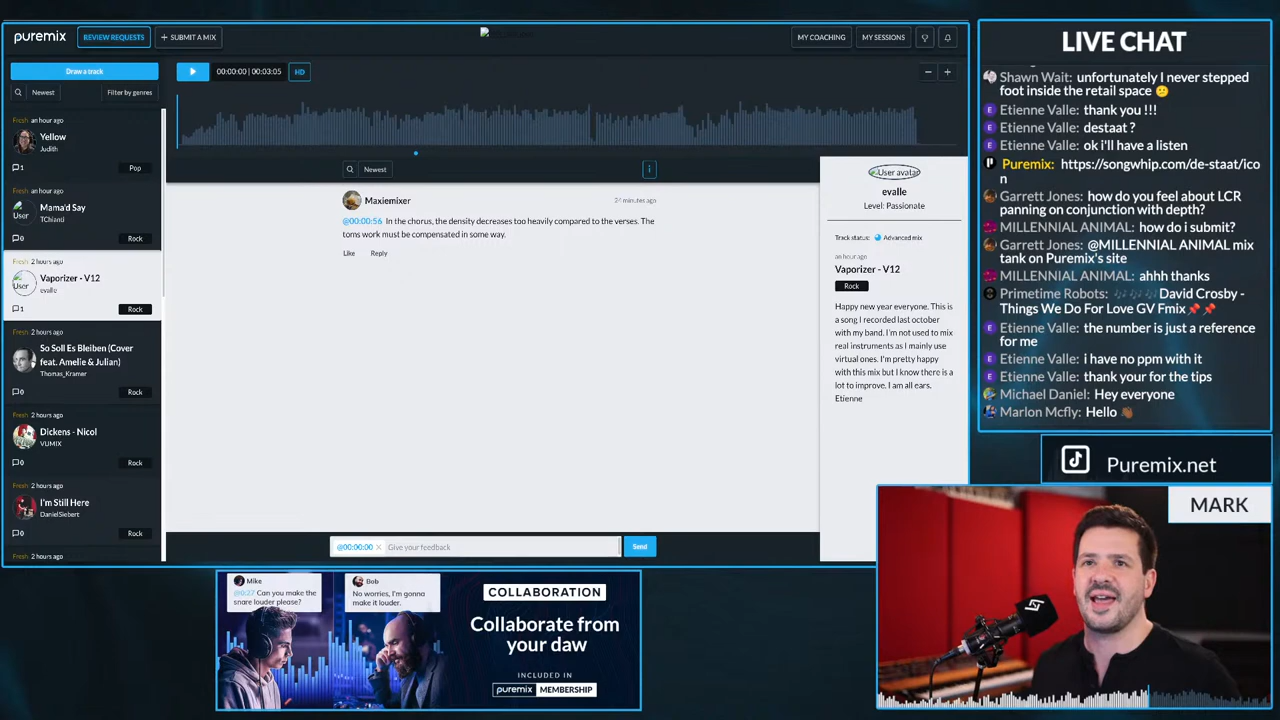 puremix
REVIEW REQUESTS
SUBMIT A MIX
MY COACHING
MY SESSIONS
Draw a track
Newest
Filter by genres
00:00:00 | 00:03:05
HD
Fresh an hour ago
Yellow
Judith
1
Pop
Fresh an hour ago
Mama'd Say
TChianti
User
0
Rock
Fresh 2 hours ago
Vaporizer - V12
evalle
User
1
Rock
Fresh 2 hours ago
So Soll Es Bleiben (Cover
feat. Amelie & Julian)
Thomas_Kramer
0
Rock
Fresh 2 hours ago
Dickens - Nicol
VUMIX
0
Rock
Fresh 2 hours ago
I'm Still Here
DanielSiebert
0
Rock
Fresh 2 hours ago
Newest
Maxiemixer
24 minutes ago
@00:00:56 In the chorus, the density decreases too heavily compared to the verses. The
toms work must be compensated in some way.
Like Reply
@00:00:00 × Give your feedback
Send
User avatar
evalle
Level: Passionate
Track status: Advanced mix
an hour ago
Vaporizer - V12
Rock
Happy new year everyone. This
is a song I recorded last october
with my band. I'm not used to mix
real instruments as I mainly use
virtual ones. I'm pretty happy
with this mix but I know there is a
lot to improve. I am all ears,
Etienne
LIVE CHAT
Shawn Wait: unfortunately I never stepped
foot inside the retail space 😕
Etienne Valle: thank you !!!
Etienne Valle: destaat ?
Etienne Valle: ok i'll have a listen
Puremix: https://songwhip.com/de-staat/ico
n
Garrett Jones: how do you feel about LCR
panning on conjunction with depth?
MILLENNIAL ANIMAL: how do i submit?
Garrett Jones: @MILLENNIAL ANIMAL mix
tank on Puremix's site
MILLENNIAL ANIMAL: ahhh thanks
Primetime Robots: 🎶🎶🎶David Crosby -
Things We Do For Love GV Fmix📌📌
Etienne Valle: the number is just a reference
for me
Etienne Valle: i have no ppm with it
Etienne Valle: thank your for the tips
Michael Daniel: Hey everyone
Marlon Mcfly: Hello 👋🏾
Puremix.net
MARK
Mike
@0:27 Can you make the
snare louder please?
Bob
No worries, I'm gonna
make it louder.
COLLABORATION
Collaborate from
your daw
INCLUDED IN
puremix MEMBERSHIP